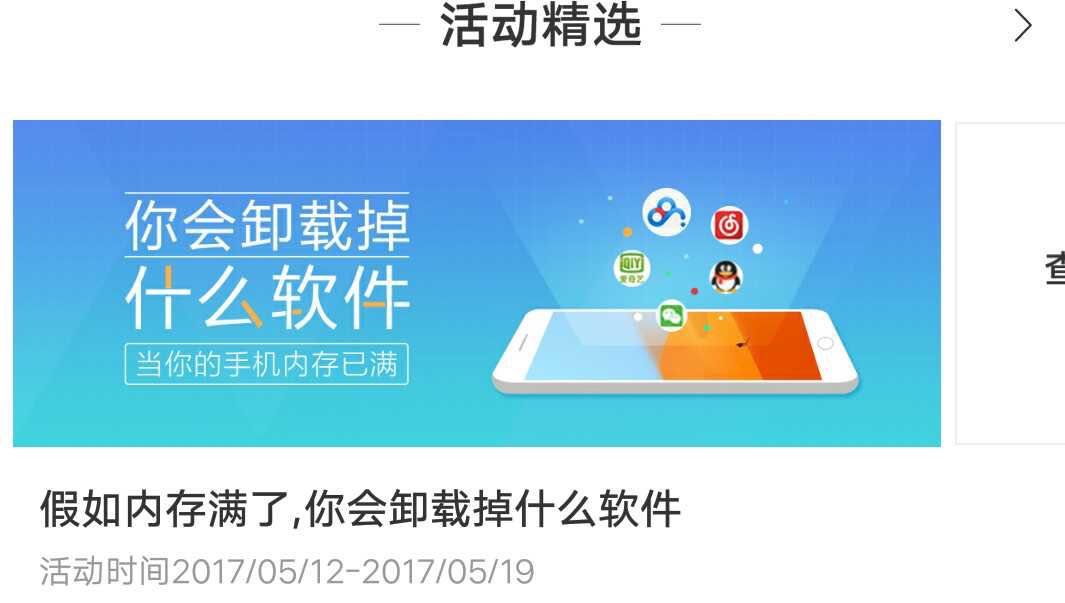 活动精选
你会卸载掉
什么软件
当你的手机内存已满
QIY
爱奇艺
查
假如内存满了,你会卸载掉什么软件
活动时间2017/05/12-2017/05/19